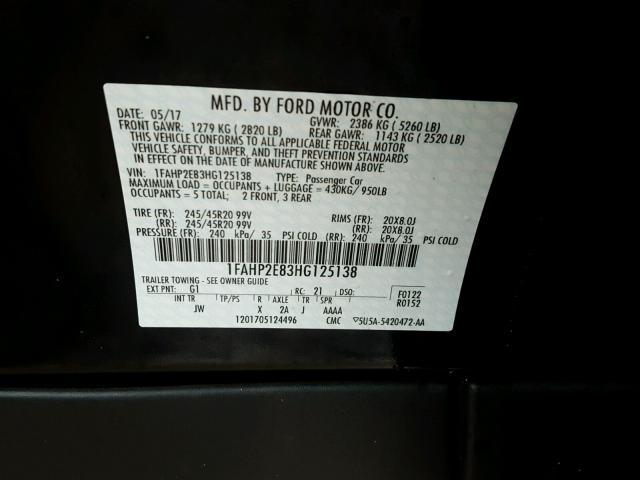 MFD. BY FORD MOTOR CO.
DATE: 05/17 GVWR: 2386 KG ( 5260 LB)
FRONT GAWR: 1279 KG ( 2820 LB) REAR GAWR: 1143 KG ( 2520 LB)
THIS VEHICLE CONFORMS TO ALL APPLICABLE FEDERAL MOTOR
VEHICLE SAFETY, BUMPER, AND THEFT PREVENTION STANDARDS IN
EFFECT ON THE DATE OF MANUFACTURE SHOWN ABOVE.
VIN: 1FAHP2E83HG125138 TYPE: Passenger Car
MAXIMUM LOAD = OCCUPANTS + LUGGAGE = 430KG/ 950LB
OCCUPANTS = 5 TOTAL; 2 FRONT, 3 REAR
TIRE (FR): 245/45R20 99V RIMS (FR): 20X8.0J
(RR): 245/45R20 99V (RR): 20X8.0J
PRESSURE (FR): 240 kPa/ 35 PSI COLD (RR): 240 kPa/ 35 PSI COLD
1FAHP2E83HG125138
TRAILER TOWING - SEE OWNER GUIDE
EXT PNT: G1 RC: 21 DSO: F0122
INT TR TP/PS R AXLE TR SPR R0152
JW X 2A J AAAA
1201705124496 CMC ▽5U5A-5420472-AA